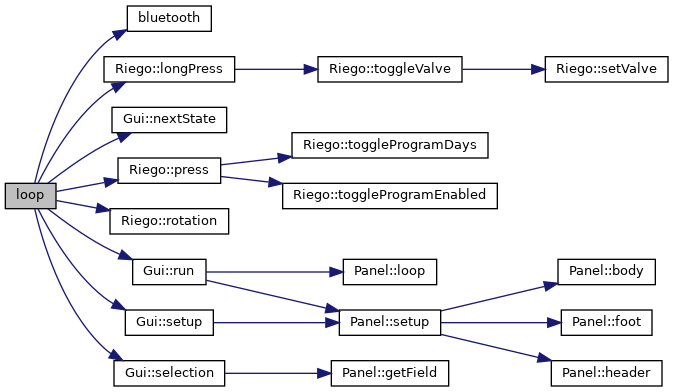 bluetooth
Riego::longPress
Riego::toggleValve
Riego::setValve
Gui::nextState
Riego::toggleProgramDays
Riego::press
loop
Riego::toggleProgramEnabled
Riego::rotation
Gui::run
Panel::loop
Panel::body
Gui::setup
Panel::setup
Panel::foot
Gui::selection
Panel::getField
Panel::header